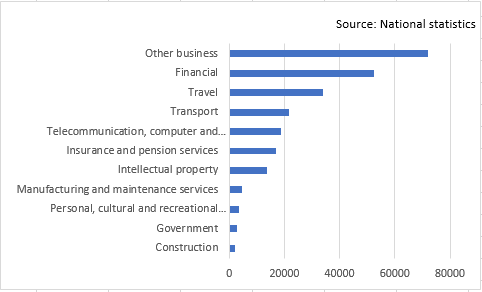 Source: National statistics
Other business
Financial
Travel
Transport
Telecommunication, computer and...
Insurance and pension services
Intellectual property
Manufacturing and maintenance services
Personal, cultural and recreational...
Government
Construction
0 20000 40000 60000 80000